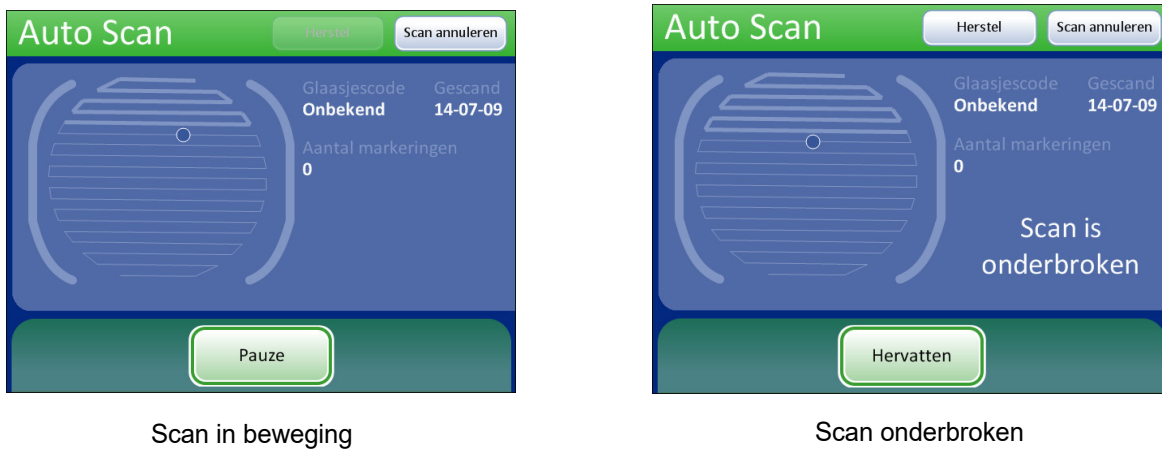 Auto Scan
Herstel
Scan annuleren
Glaasjescode
Gescand
Onbekend
14-07-09
Aantal markeringen
0
Pauze
Scan in beweging
Auto Scan
Herstel
Scan annuleren
Glaasjescode
Gescand
Onbekend
14-07-09
Aantal markeringen
0
Scan is
onderbroken
Hervatten
Scan onderbroken